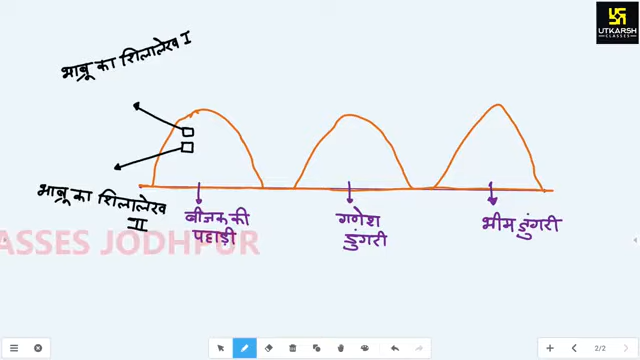 UTKARSH
CLASSES
भाब्रू का शिलालेख I
भाब्रू का शिलालेख
II
बीजक की
पहाड़ी
गणेश
डुंगरी
भीम डुंगरी
ASSES JODHPUR
2/2